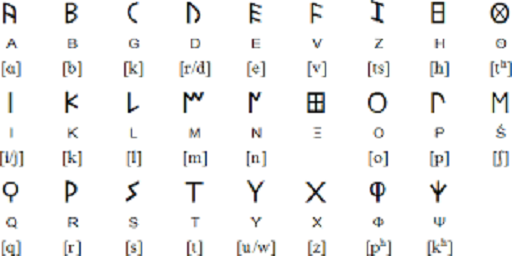 𐌀 𐌁 𐌂 𐌃 𐌄 𐌅 𐌆 𐌇 𐌈
A B G D E V Z H Θ
[ɑ] [b] [k] [r/d] [e] [v] [ts] [h] [tʰ]
𐌉 𐌊 𐌋 𐌌 𐌍 𐌎 𐌏 𐌐 𐌑
I K L M N Ξ O P Ś
[i/j] [k] [l] [m] [n] [o] [p] [ʃ]
𐌒 𐌓 𐌔 𐌕 𐌖 𐌗 𐌘 𐌙
Q R S T Y X Φ Ψ
[q] [r] [s] [t] [u/w] [z] [pʰ] [kʰ]